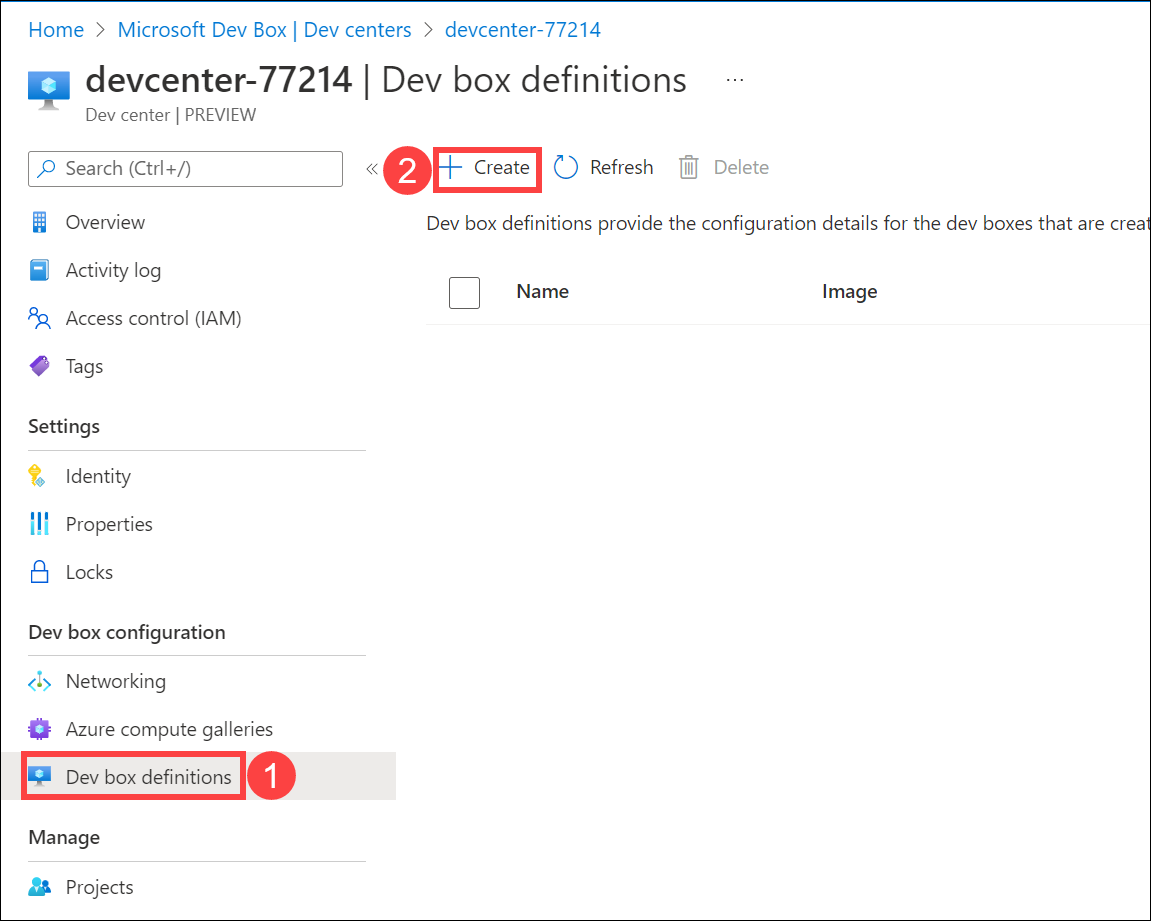 Home > Microsoft Dev Box | Dev centers > devcenter-77214
devcenter-77214 | Dev box definitions ...
Dev center | PREVIEW
Search (Ctrl+/)
«
2
Create
Refresh
Delete
Overview
Activity log
Access control (IAM)
Tags
Settings
Identity
Properties
Locks
Dev box configuration
Networking
Azure compute galleries
Dev box definitions
1
Manage
Projects
Dev box definitions provide the configuration details for the dev boxes that are creat
Name
Image